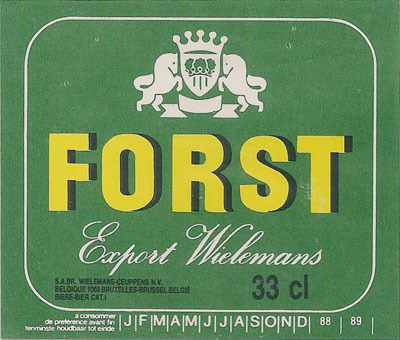 FORST
Export Wielemans
S.A.BR. WIELEMANS-CEUPPENS N.V.
BELGIQUE 1060 BRUXELLES-BRUSSEL BELGIË
BIERE-BIER CAT.I
33 cl
à consommer
de préférence avant fin
tenminste houdbaar tot einde
J|F|M|A|M|J|J|A|S|O|N|D| 88 | 89 |